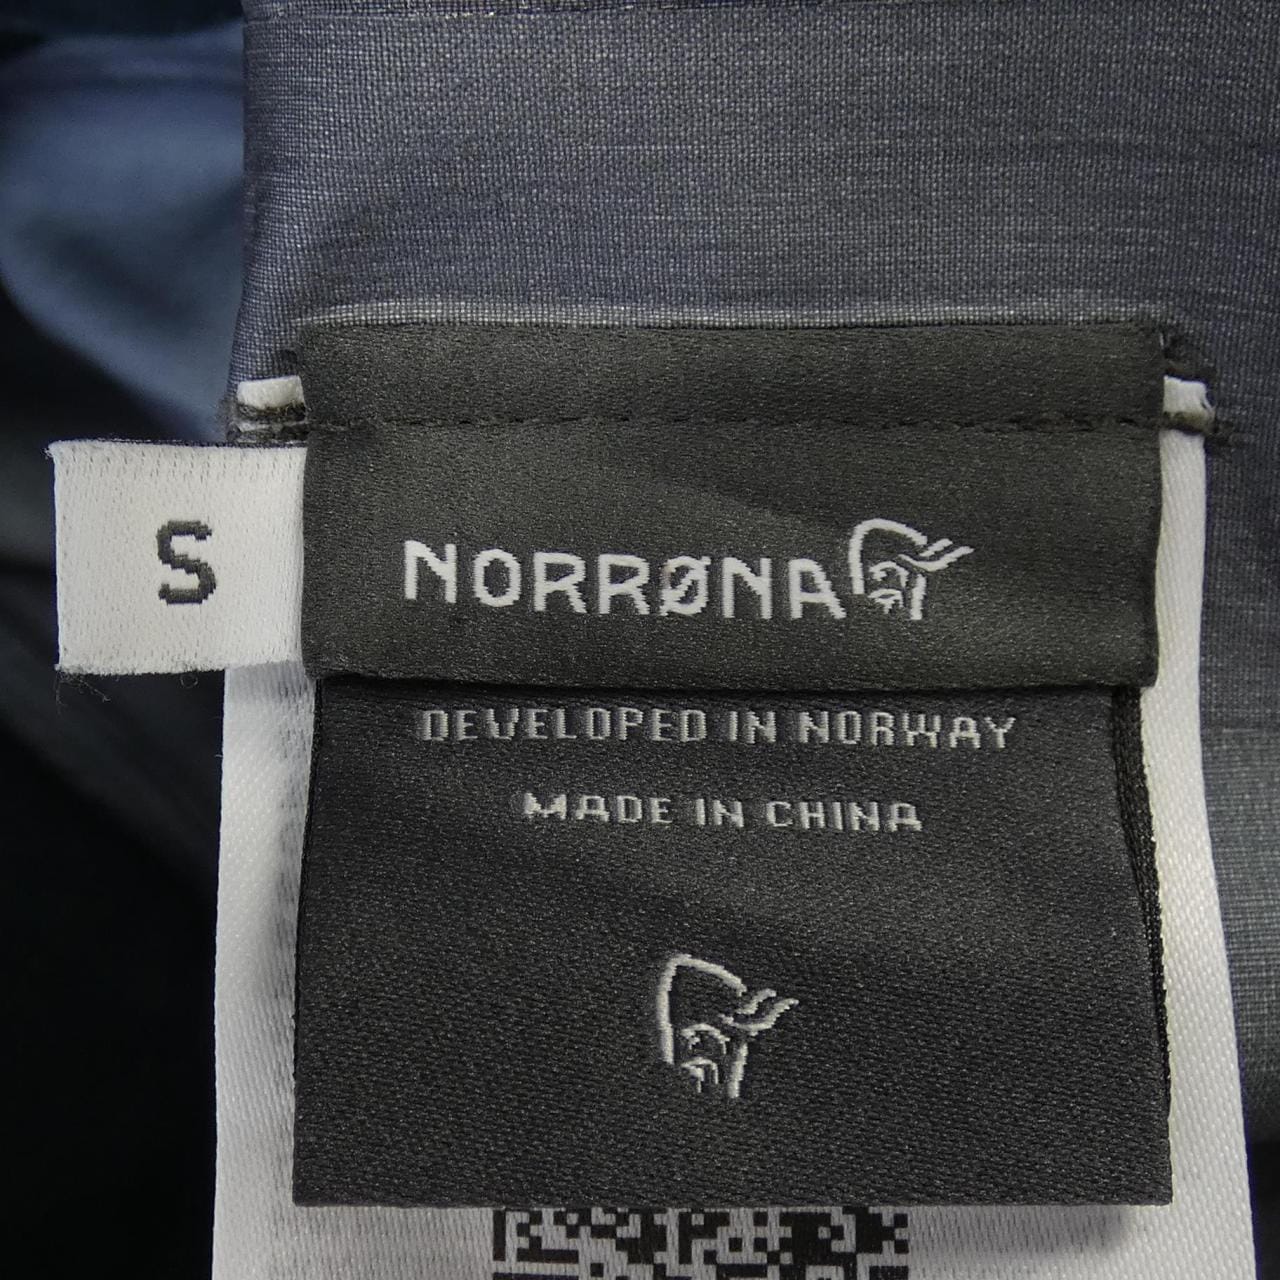 S
NORRØNA
DEVELOPED IN NORWAY
MADE IN CHINA